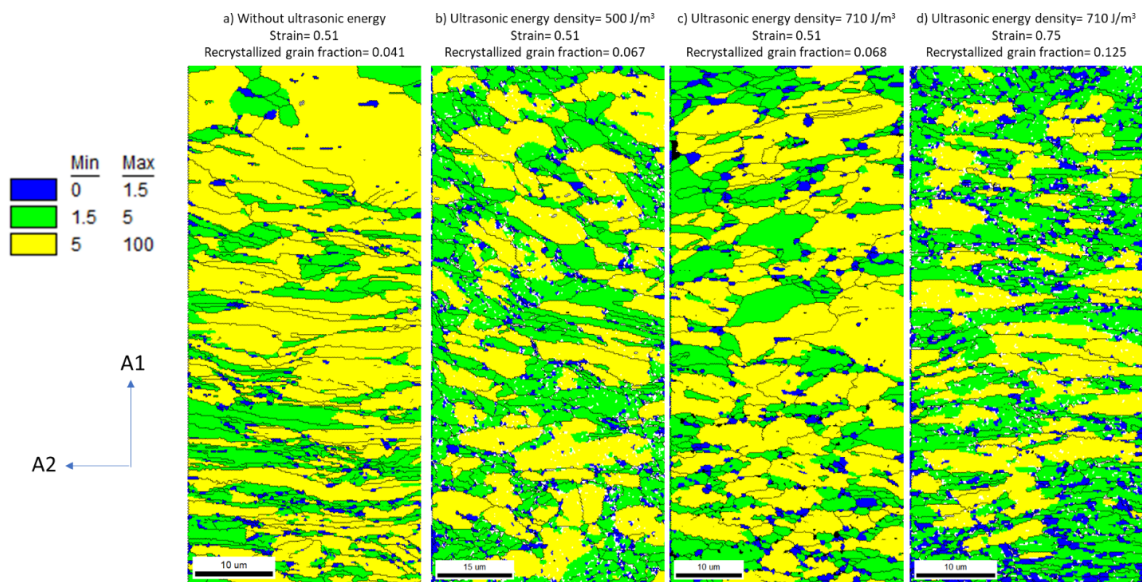 a) Without ultrasonic energy
Strain= 0.51
Recrystallized grain fraction= 0.041
b) Ultrasonic energy density= 500 J/m³
Strain= 0.51
Recrystallized grain fraction= 0.067
c) Ultrasonic energy density= 710 J/m³
Strain= 0.51
Recrystallized grain fraction= 0.068
d) Ultrasonic energy density= 710 J/m³
Strain= 0.75
Recrystallized grain fraction= 0.125
Min Max
0 1.5
1.5 5
5 100
A1
A2
10 um
15 um
10 um
10 um